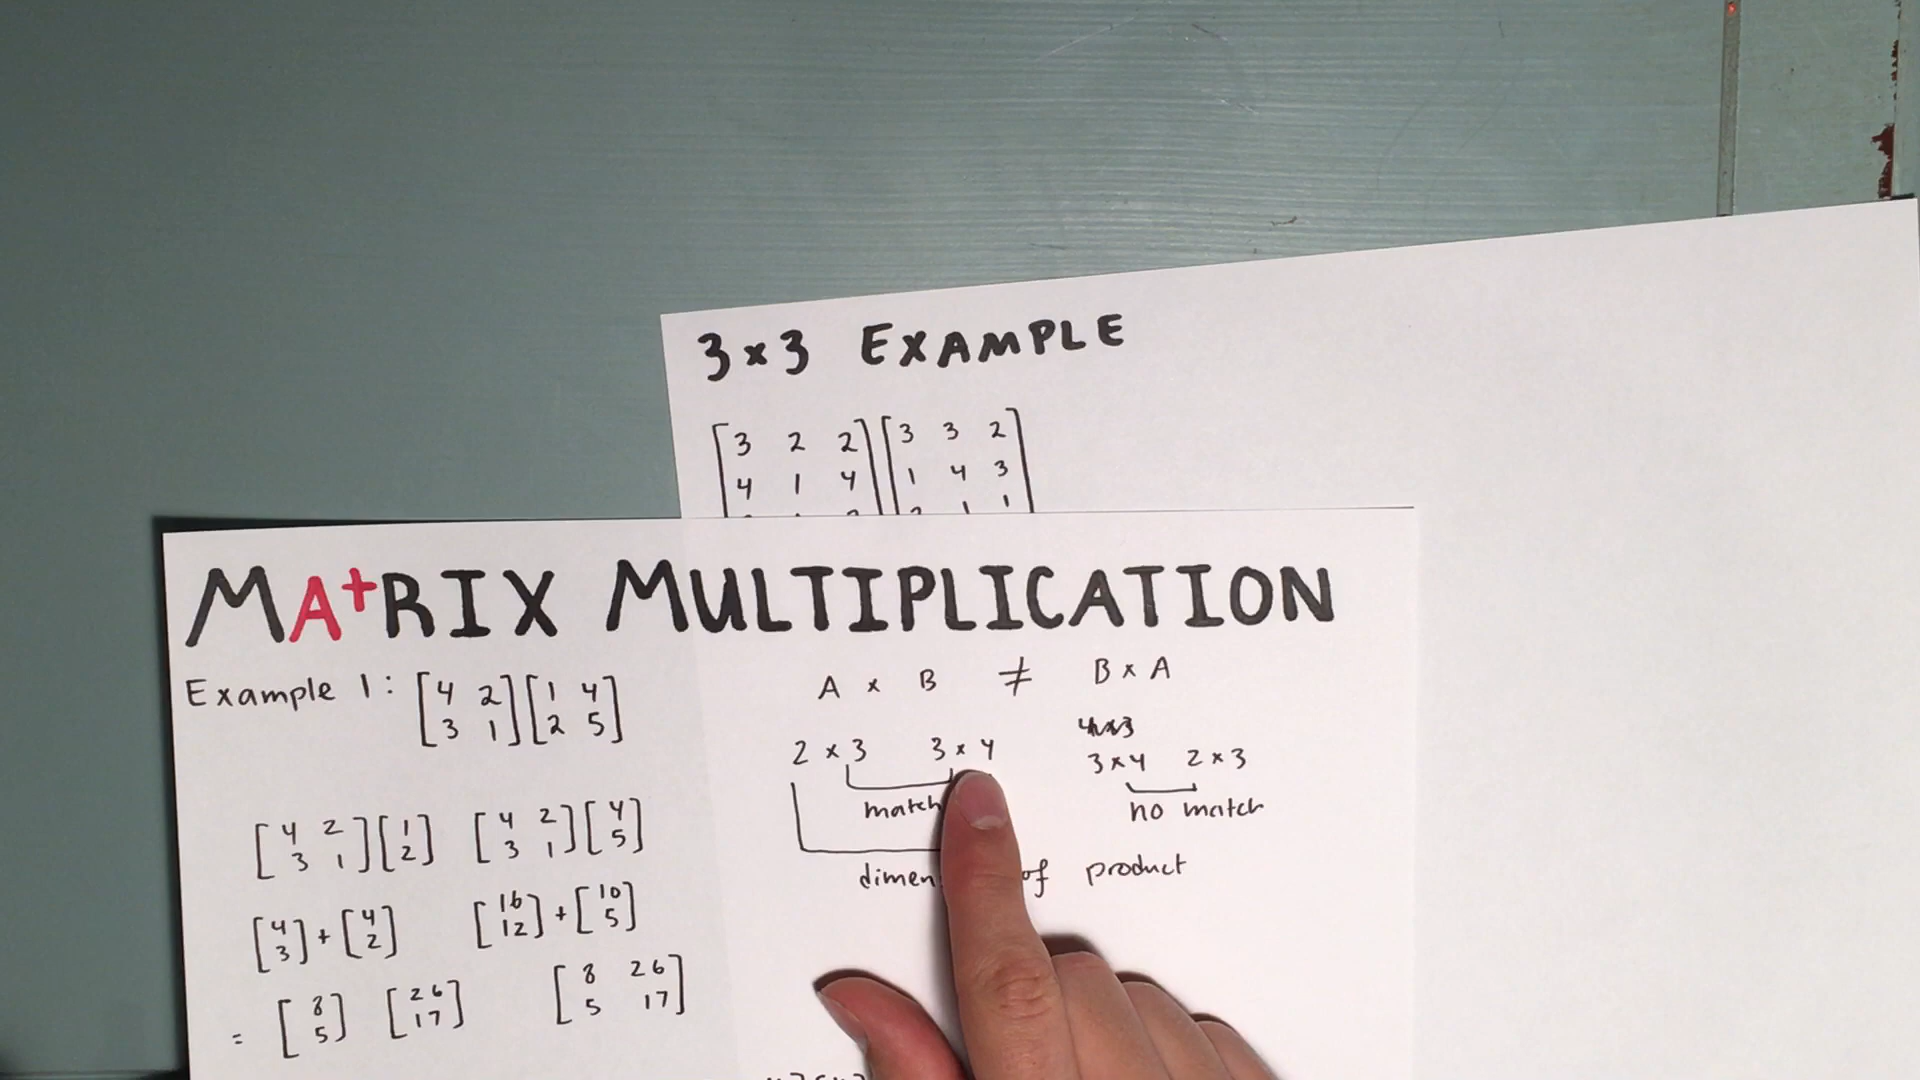 3 × 3 EXAMPLE
[3 2 2] [3 3 2]
[4 1 4] [1 4 3]
MA+RIX MULTIPLICATION
Example 1: [4 2] [1 4]
[3 1] [2 5]
[4 2] [1] [4 2] [4]
[3 1] [2] [3 1] [5]
[4] + [4] [16] + [10]
[3] [2] [12] [5]
= [8] [26] [8 26]
[5] [17] [5 17]
A × B ≠ B × A
2 × 3 3 × 4
3 × 4 2 × 3
match
no match
of product